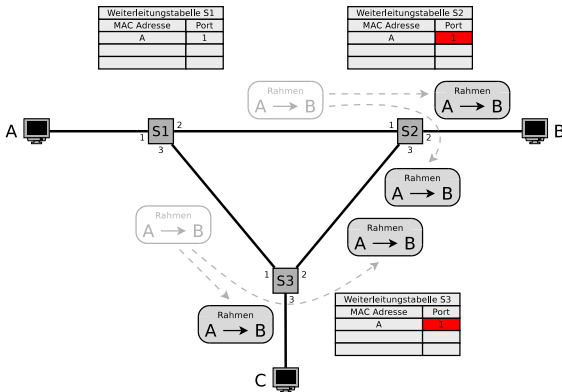 Weiterleitungstabelle S1
MAC Adresse Port
A 1
Weiterleitungstabelle S2
MAC Adresse Port
A 1
Rahmen
A → B
Rahmen
A → B
A
1 S1 2
3
1 S2 2
3
B
Rahmen
A → B
Rahmen
A → B
Rahmen
A → B
1 S3 2
3
Rahmen
A → B
Weiterleitungstabelle S3
MAC Adresse Port
A 1
C